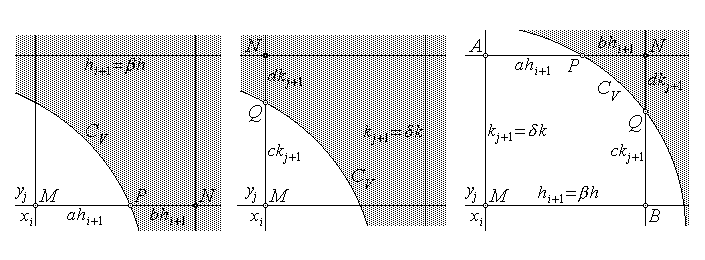 h_{i+1}=βh
C_V
y_j M P N
x_i ah_{i+1} bh_{i+1}
N
dk_{j+1}
Q
k_{j+1}=δk
ck_{j+1}
C_V
y_j M
x_i
A bh_{i+1} N
ah_{i+1} P dk_{j+1}
C_V
Q
k_{j+1}=δk ck_{j+1}
y_j M h_{i+1}=βh
x_i B